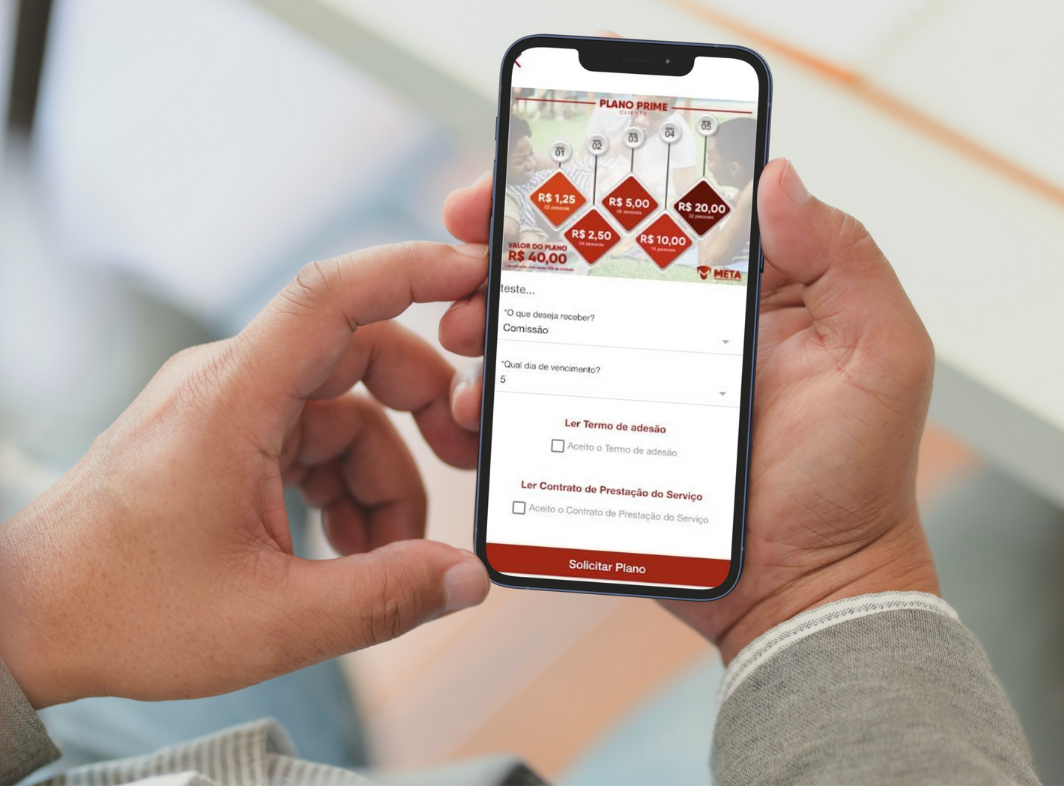 PLANO PRIME
CLIENTE
01
02
03
04
05
R$ 1,25
02 pessoas
R$ 2,50
04 pessoas
R$ 5,00
R$ 10,00
16 pessoas
R$ 20,00
32 pessoas
VALOR DO PLANO
R$ 40,00
META
teste...
*O que deseja receber?
Comissão
*Qual dia de vencimento?
5
Ler Termo de adesão
Aceito o Termo de adesão
Ler Contrato de Prestação do Serviço
Aceito o Contrato de Prestação do Serviço
Solicitar Plano